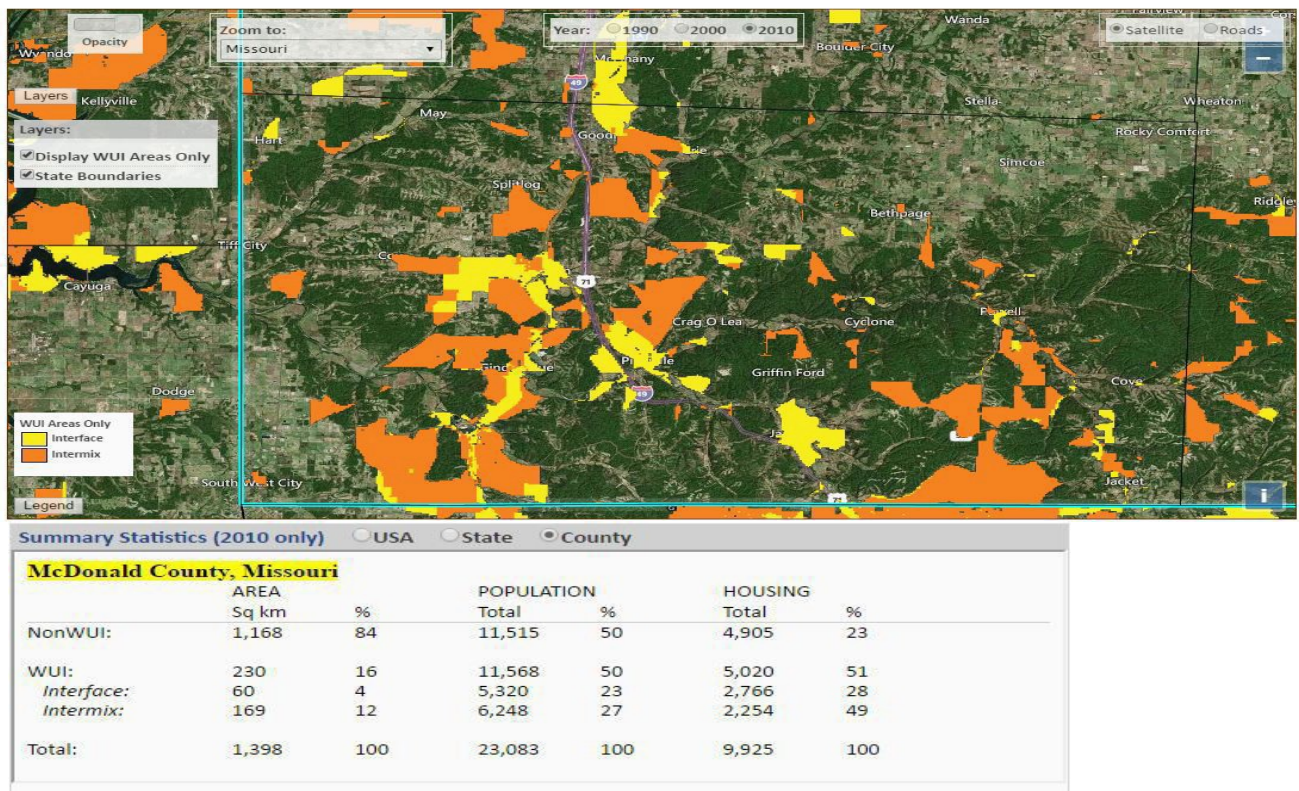 Opacity
Zoom to:
Missouri
Year: 1990 2000 2010
Satellite Roads
Wanda
Boulder City
Layers
Kellyville
May
Stella
Wheaton
Layers:
Display WUI Areas Only
State Boundaries
Hart
Rocky Comfort
Simcoe
Splitlog
Bethpage
Tiff City
Cayuga
49
71
Crag O Lea
Cyclone
Griffin Ford
Dodge
Cove
49
WUI Areas Only
Interface
Intermix
South West City
Jacket
71
Legend
i
Summary Statistics (2010 only) USA State County
McDonald County, Missouri
AREA POPULATION HOUSING
Sq km % Total % Total %
NonWUI: 1,168 84 11,515 50 4,905 23
WUI: 230 16 11,568 50 5,020 51
Interface: 60 4 5,320 23 2,766 28
Intermix: 169 12 6,248 27 2,254 49
Total: 1,398 100 23,083 100 9,925 100